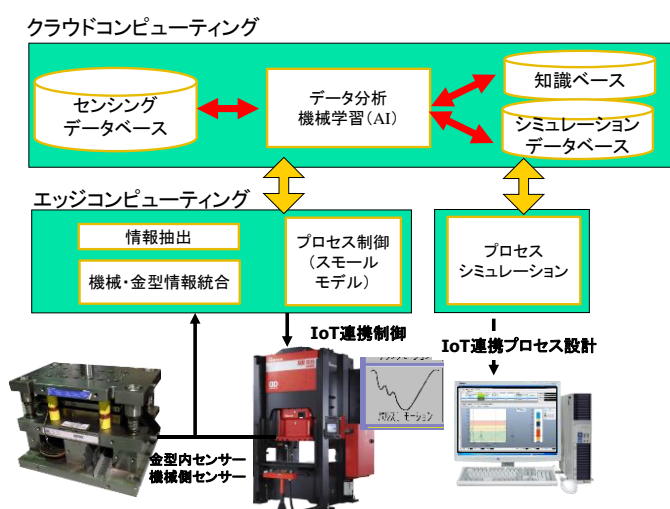 クラウドコンピューティング
センシング
データベース
データ分析
機械学習（AI）
知識ベース
シミュレーション
データベース
エッジコンピューティング
情報抽出
機械・金型情報統合
プロセス制御
（スモール
モデル）
プロセス
シミュレーション
IoT連携制御
IoT連携プロセス設計
金型内センサー
機械側センサー